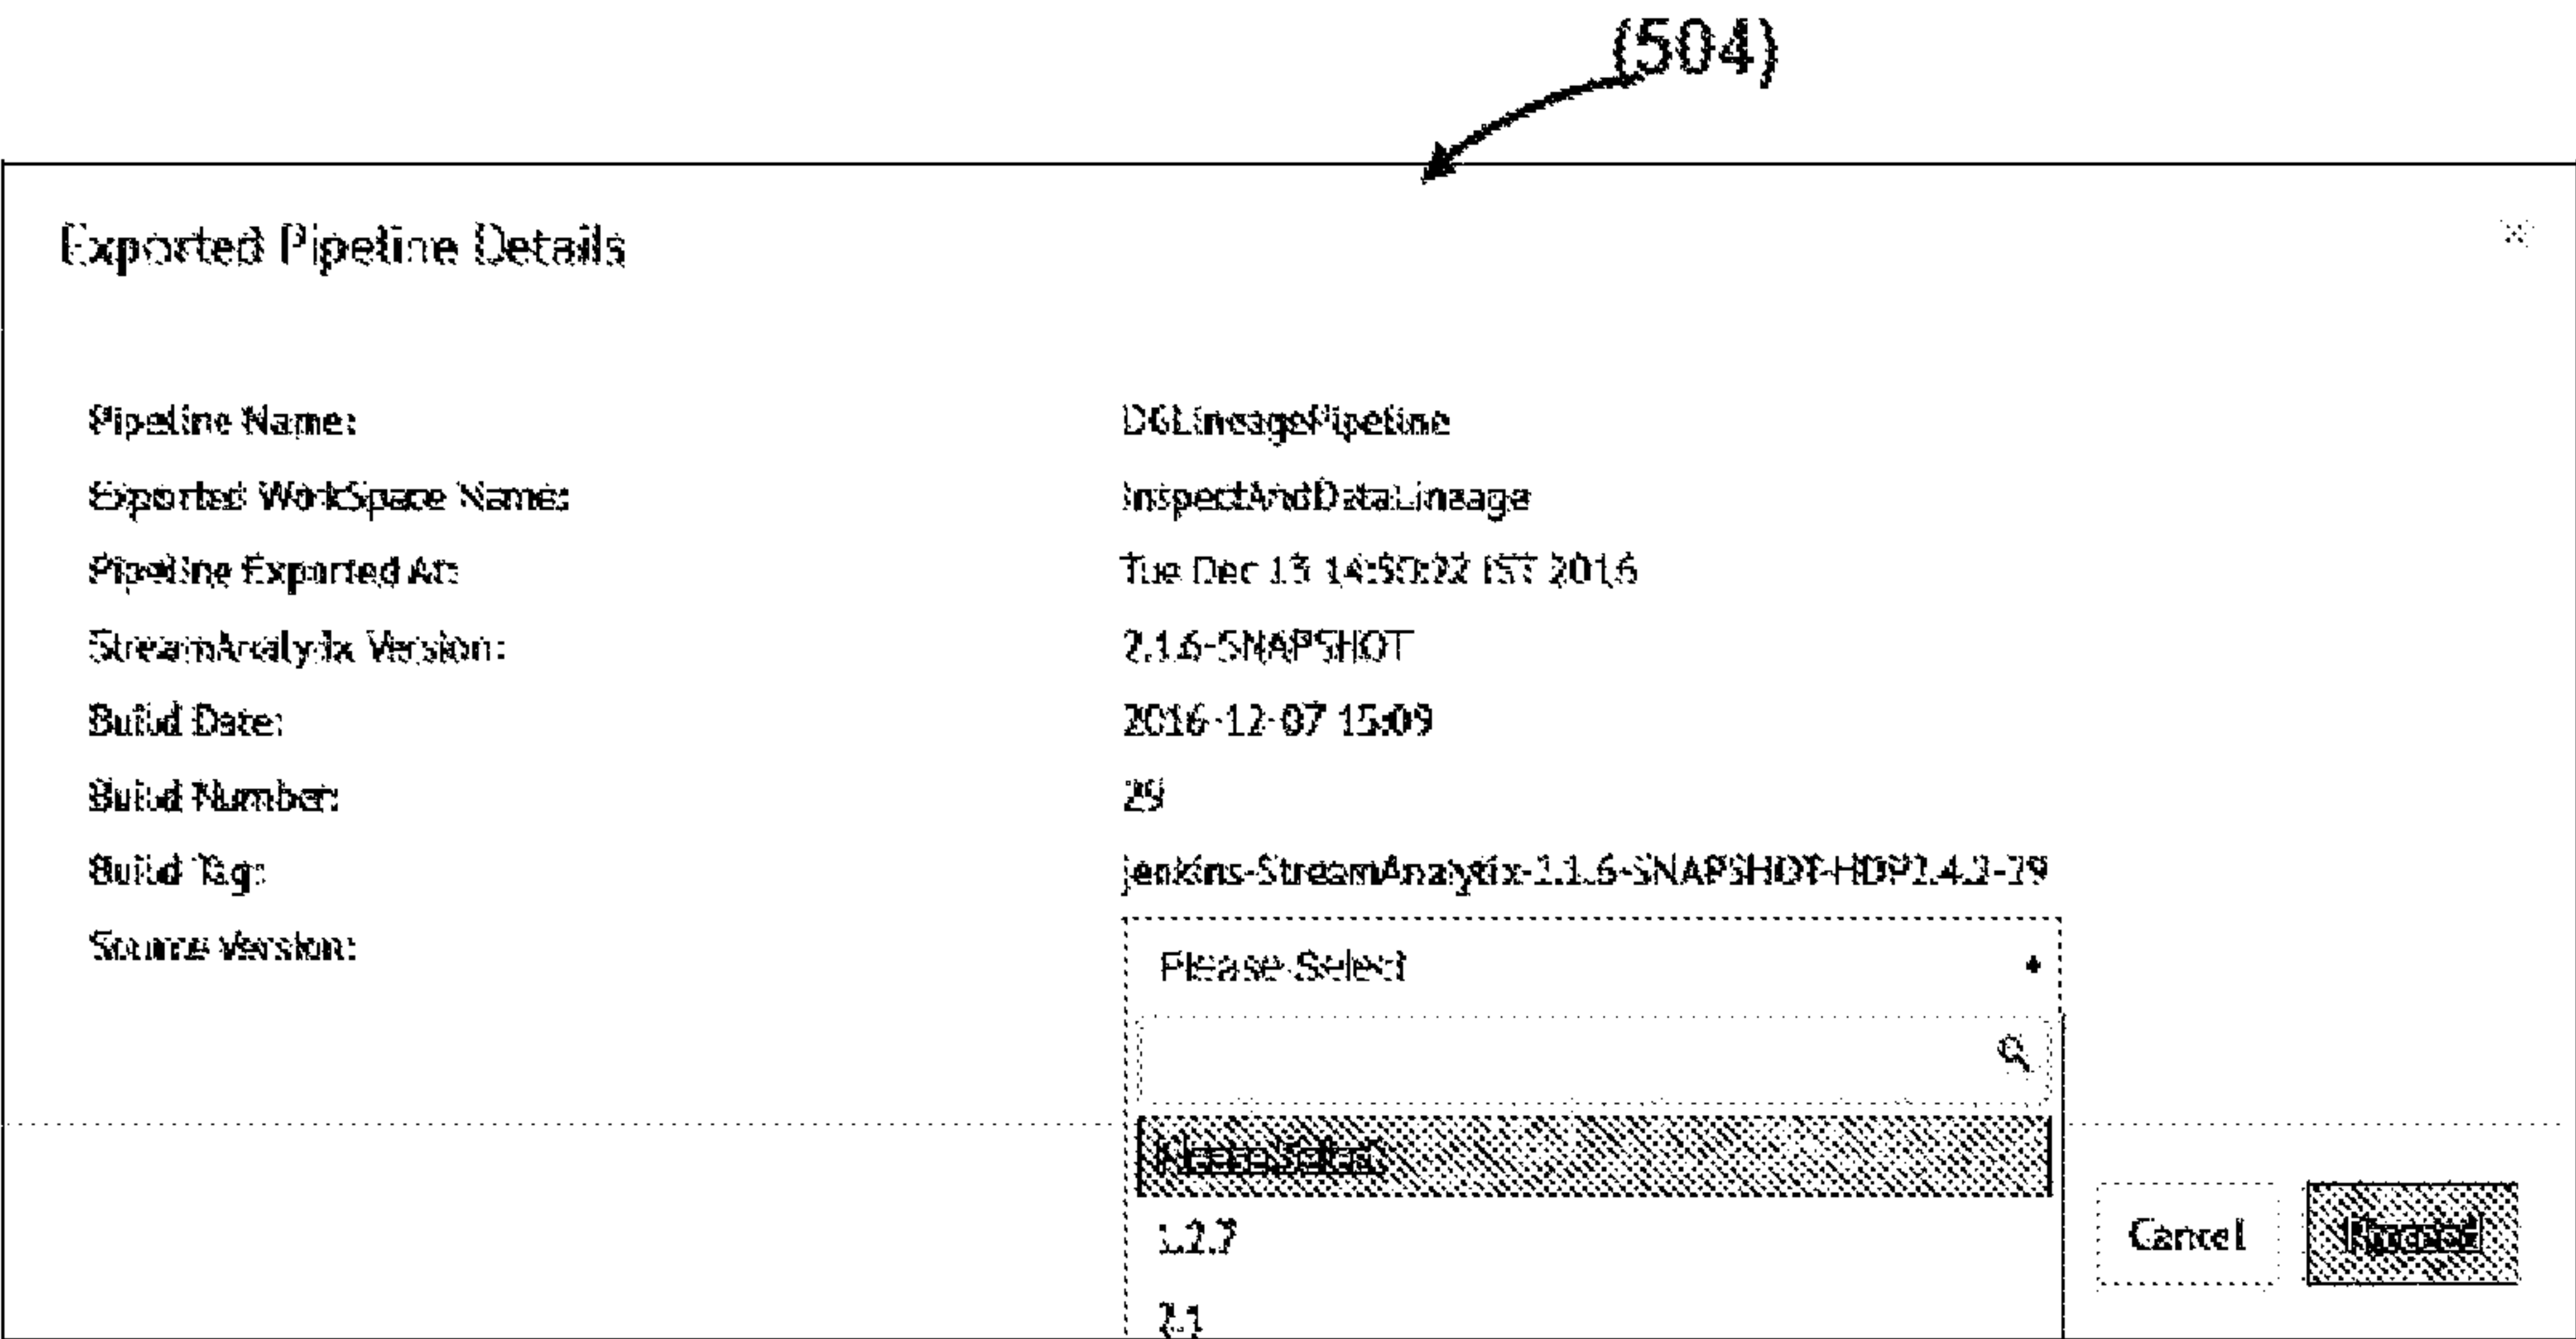 (504)
Exported Pipeline Details
Pipeline Name: DGLineagePipeline
Exported WorkSpace Name: InspectAndDataLineage
Pipeline Exported At: Tue Dec 13 14:50:22 IST 2016
StreamAnalytix Version: 2.1.6-SNAPSHOT
Build Date: 2016-12-07 15:09
Build Number: 29
Build Tag: jenkins-StreamAnalytix-2.1.6-SNAPSHOT-HDP2.4.2-29
Source Version:
Please Select
Please Select
1.2.7
2.1
Cancel
Proceed